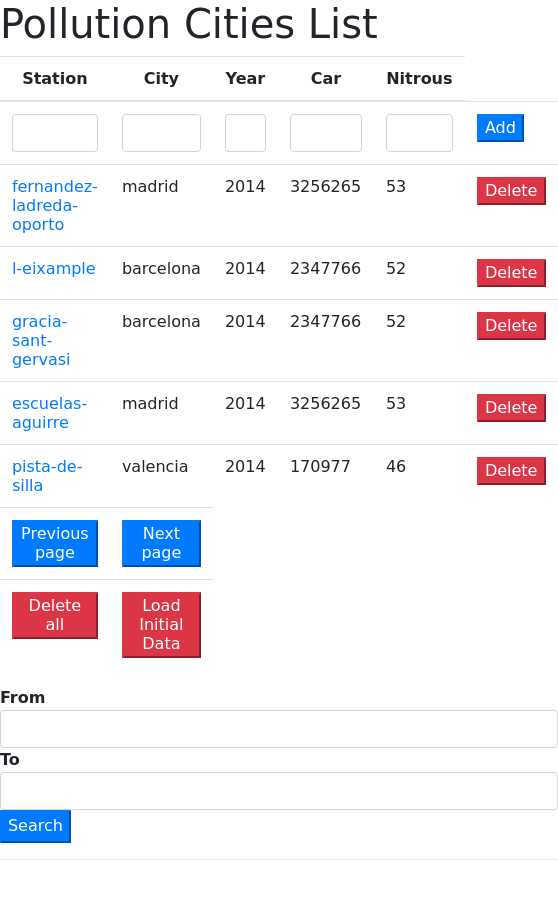 Pollution Cities List
Station City Year Car Nitrous
Add
fernandez- madrid 2014 3256265 53 Delete
ladreda-
oporto
l-eixample barcelona 2014 2347766 52 Delete
gracia- barcelona 2014 2347766 52 Delete
sant-
gervasi
escuelas- madrid 2014 3256265 53 Delete
aguirre
pista-de- valencia 2014 170977 46 Delete
silla
Previous Next
page page
Delete Load
all Initial
Data
From
To
Search